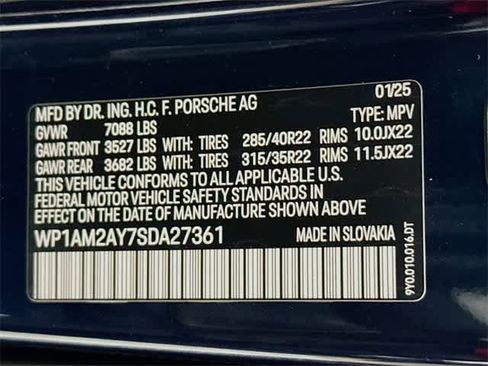 MFD BY DR. ING. H.C. F. PORSCHE AG 01/25
GVWR 7088 LBS TYPE: MPV
GAWR FRONT 3527 LBS WITH: TIRES 285/40R22 RIMS 10.0JX22
GAWR REAR 3682 LBS WITH: TIRES 315/35R22 RIMS 11.5JX22
THIS VEHICLE CONFORMS TO ALL APPLICABLE U.S.
FEDERAL MOTOR VEHICLE SAFETY STANDARDS IN
EFFECT ON THE DATE OF MANUFACTURE SHOWN ABOVE
WP1AM2AY7SDA27361 MADE IN SLOVAKIA
9Y0.010.016.DT